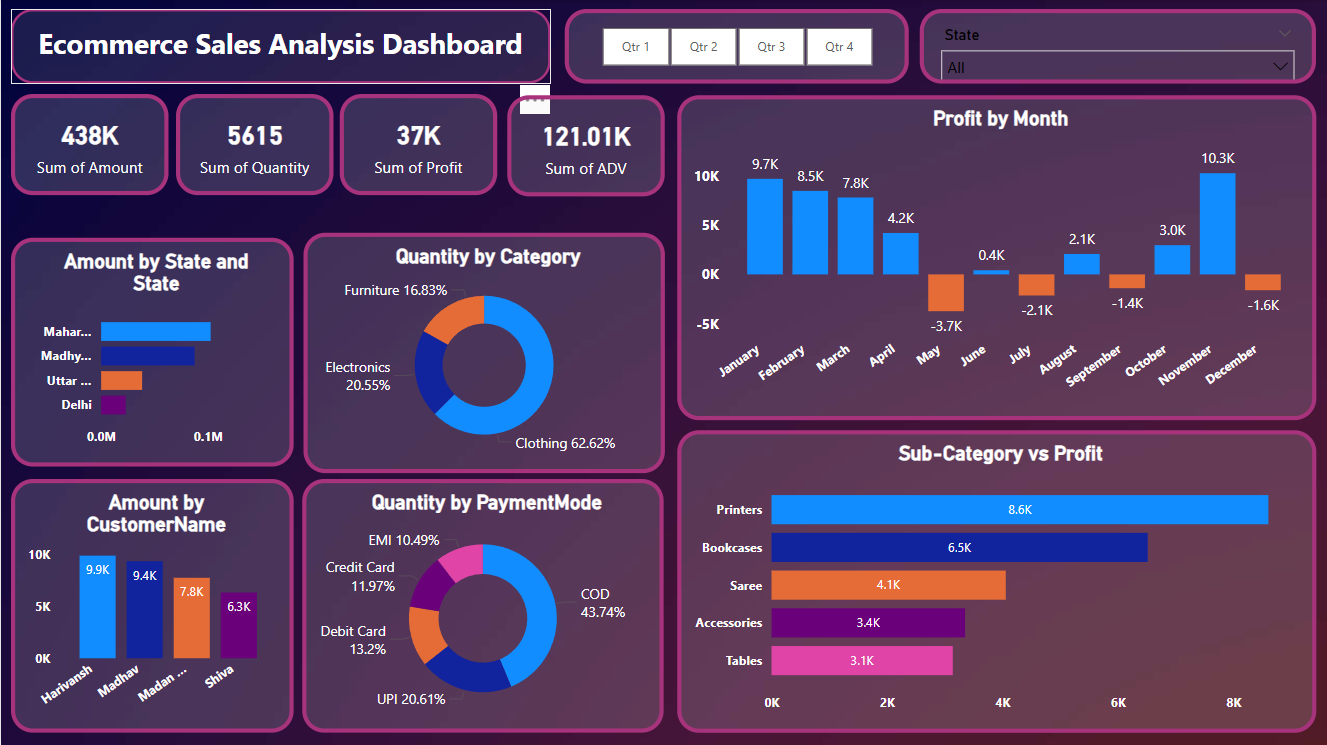 Ecommerce Sales Analysis Dashboard
Qtr 1 Qtr 2 Qtr 3 Qtr 4
State
All
438K
Sum of Amount
5615
Sum of Quantity
37K
Sum of Profit
121.01K
Sum of ADV
Profit by Month
10K
5K
0K
-5K
9.7K
8.5K
7.8K
4.2K
-3.7K
0.4K
-2.1K
2.1K
-1.4K
3.0K
10.3K
-1.6K
January
February
March
April
May
June
July
August
September
October
November
December
Amount by State and
State
Mahar...
Madhy...
Uttar ...
Delhi
0.0M 0.1M
Quantity by Category
Furniture 16.83%
Electronics
20.55%
Clothing 62.62%
Amount by
CustomerName
10K
5K
0K
9.9K
9.4K
7.8K
6.3K
Harivansh
Madhav
Madan ...
Shiva
Quantity by PaymentMode
EMI 10.49%
Credit Card
11.97%
Debit Card
13.2%
UPI 20.61%
COD
43.74%
Sub-Category vs Profit
Printers 8.6K
Bookcases 6.5K
Saree 4.1K
Accessories 3.4K
Tables 3.1K
0K 2K 4K 6K 8K